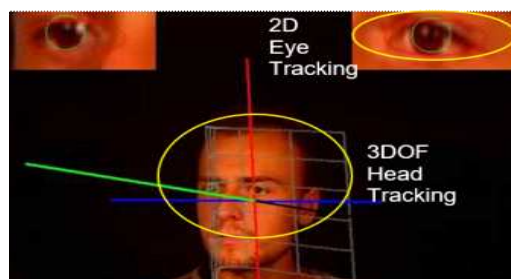 2D
Eye
Tracking
3DOF
Head
Tracking